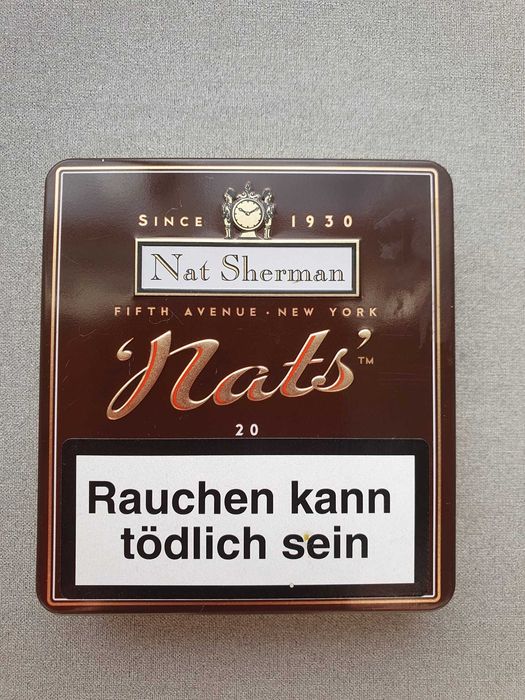 SINCE 1930
Nat Sherman
FIFTH AVENUE · NEW YORK
'Nats'™
20
Rauchen kann
tödlich sein